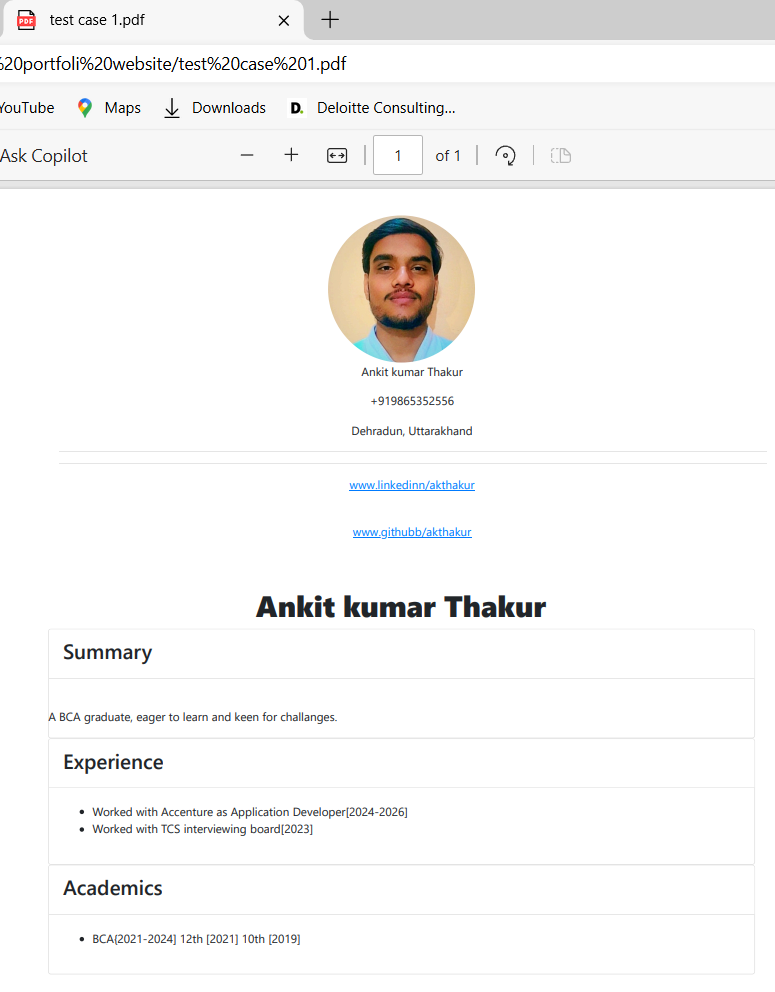 test case 1.pdf
%20portfoli%20website/test%20case%201.pdf
YouTube Maps Downloads D. Deloitte Consulting...
Ask Copilot 1 of 1
Ankit kumar Thakur
+919865352556
Dehradun, Uttarakhand
www.linkedinn/akthakur
www.githubb/akthakur
Ankit kumar Thakur
Summary
A BCA graduate, eager to learn and keen for challanges.
Experience
Worked with Accenture as Application Developer[2024-2026]
Worked with TCS interviewing board[2023]
Academics
BCA{2021-2024] 12th [2021] 10th [2019]